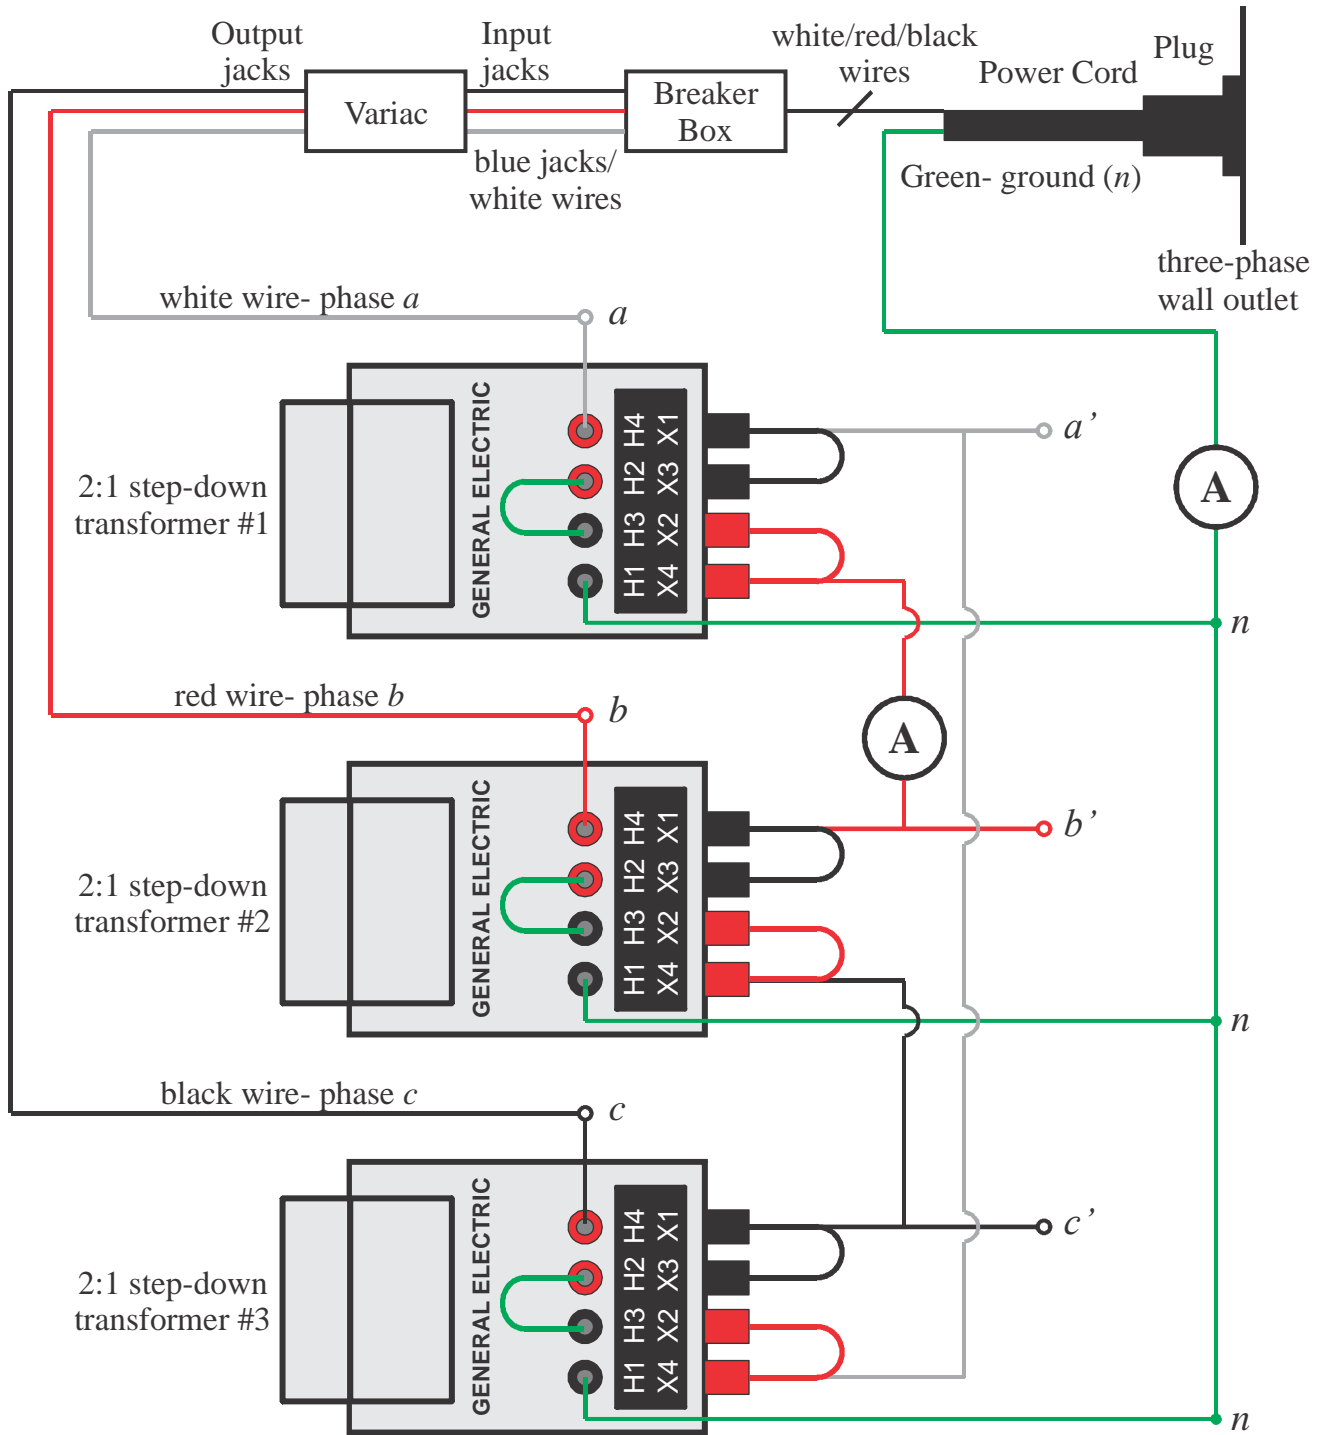 Output
jacks
Input
jacks
white/red/black
wires
Plug
Power Cord
Variac
Breaker
Box
blue jacks/
white wires
Green- ground (n)
three-phase
wall outlet
white wire- phase a
a
2:1 step-down
transformer #1
GENERAL ELECTRIC
H4 X1
H2 X3
H3 X2
H1 X4
a’
A
n
red wire- phase b
b
A
2:1 step-down
transformer #2
GENERAL ELECTRIC
H4 X1
H2 X3
H3 X2
H1 X4
b’
n
black wire- phase c
c
2:1 step-down
transformer #3
GENERAL ELECTRIC
H4 X1
H2 X3
H3 X2
H1 X4
c’
n